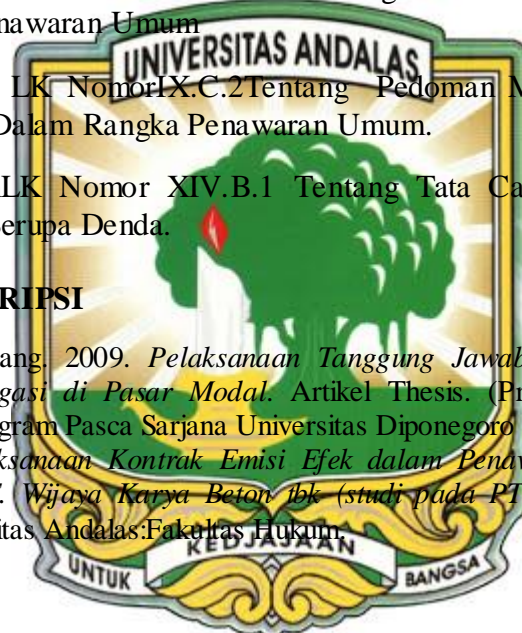 nawaran Umum
UNIVERSITAS ANDALAS
LK NomorIX.C.2Tentang Pedoman M
Dalam Rangka Penawaran Umum.
LK Nomor XIV.B.1 Tentang Tata Ca
Berupa Denda.
RIPSI
ang. 2009. Pelaksanaan Tanggung Jawab
gasi di Pasar Modal. Artikel Thesis. (Pr
gram Pasca Sarjana Universitas Diponegoro
ksanaan Kontrak Emisi Efek dalam Pena
. Wijaya Karya Beton tbk (studi pada PT
itas Andalas:Fakultas Hukum.
KEDJAJAAN
UNTUK BANGSA